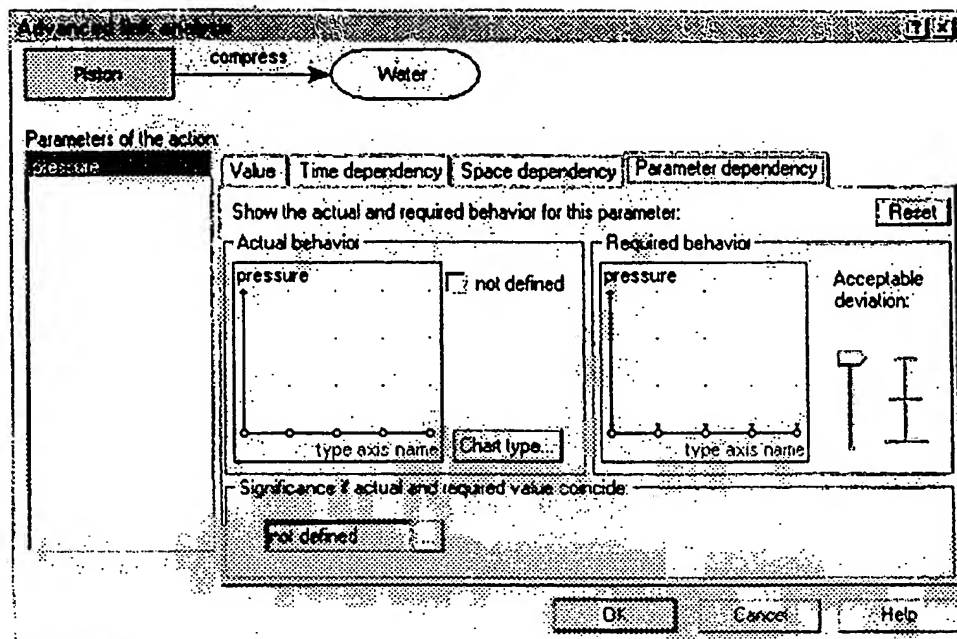 Advanced link analysis
Piston
compress
Water
Parameters of the action:
pressure
Value
Time dependency
Space dependency
Parameter dependency
Show the actual and required behavior for this parameter:
Reset
Actual behavior
pressure
not defined
type axis name
Chart type...
Required behavior
pressure
Acceptable
deviation:
type axis name
Significance if actual and required value coincide:
not defined
...
OK
Cancel
Help